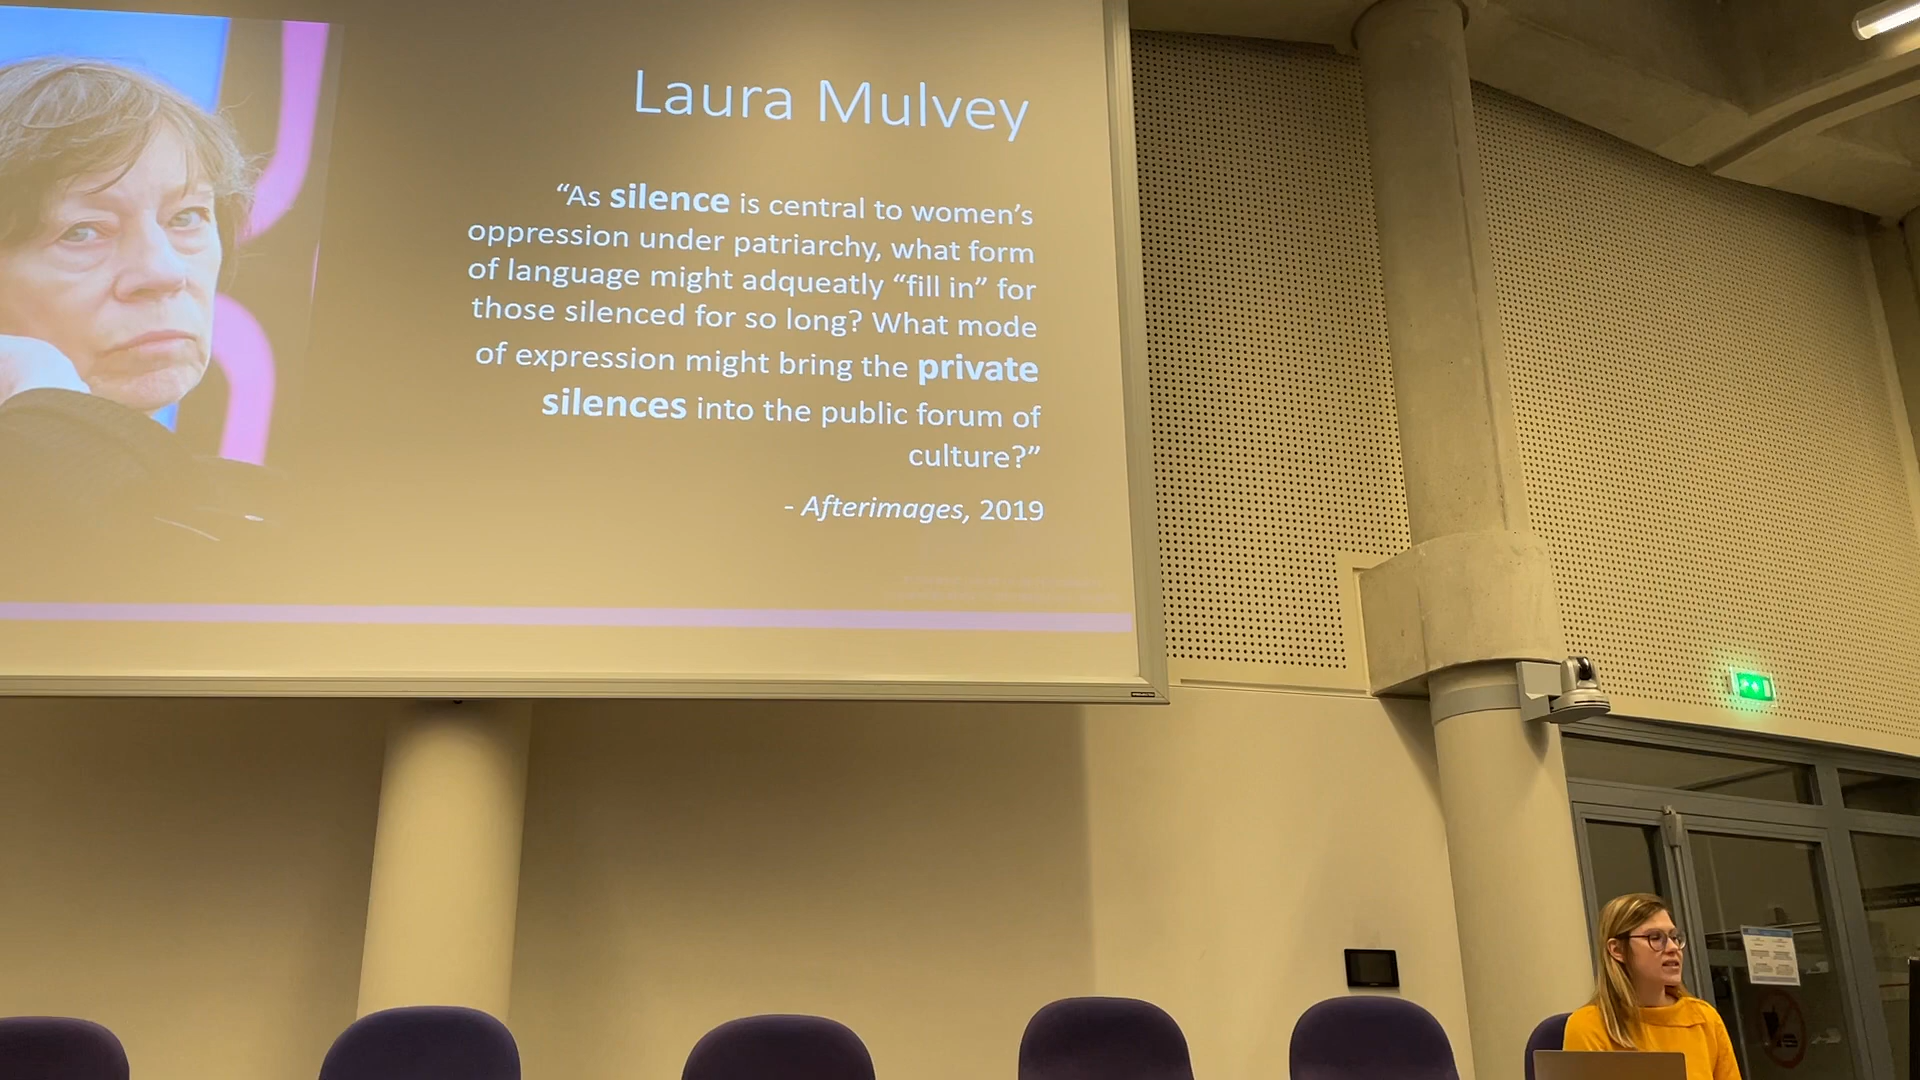 Laura Mulvey
“As silence is central to women’s
oppression under patriarchy, what form
of language might adqueatly “fill in” for
those silenced for so long? What mode
of expression might bring the private
silences into the public forum of
culture?”
- Afterimages, 2019